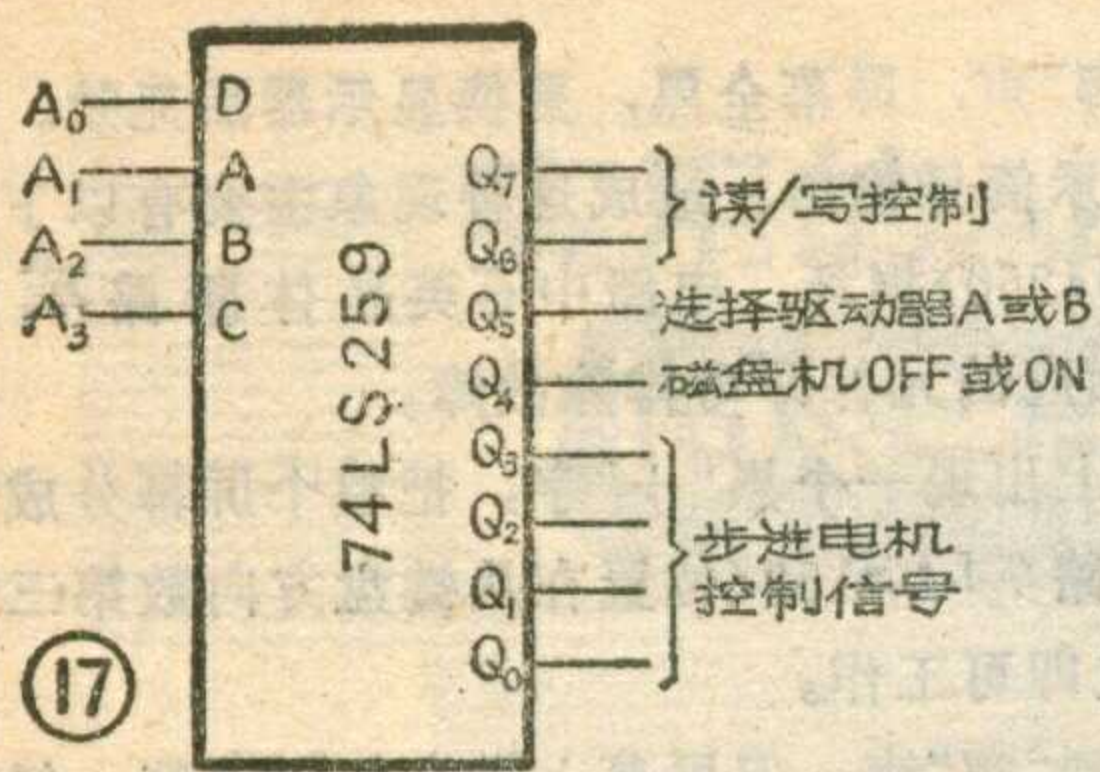 A₀ D
A₁ A Q₇
A₂ B Q₆
读/写控制
A₃ C Q₅ 选择驱动器A或B
Q₄ 磁盘机OFF或ON
Q₃
Q₂
Q₁
Q₀
步进电机
控制信号
74LS259
17